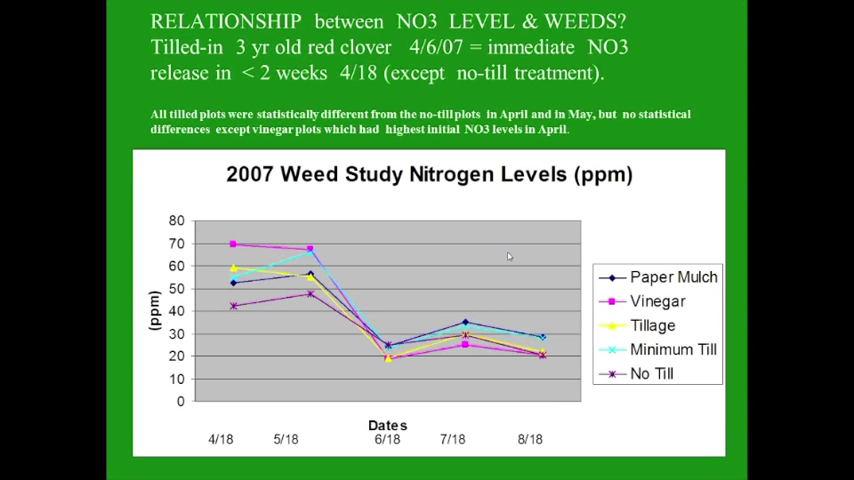 RELATIONSHIP between NO3 LEVEL & WEEDS?
Tilled-in 3 yr old red clover 4/6/07 = immediate NO3
release in < 2 weeks 4/18 (except no-till treatment).
All tilled plots were statistically different from the no-till plots in April and in May, but no statistical
differences except vinegar plots which had highest initial NO3 levels in April.
2007 Weed Study Nitrogen Levels (ppm)
80
70
60
50
40
30
20
10
0
(ppm)
Paper Mulch
Vinegar
Tillage
Minimum Till
No Till
Dates
4/18 5/18 6/18 7/18 8/18